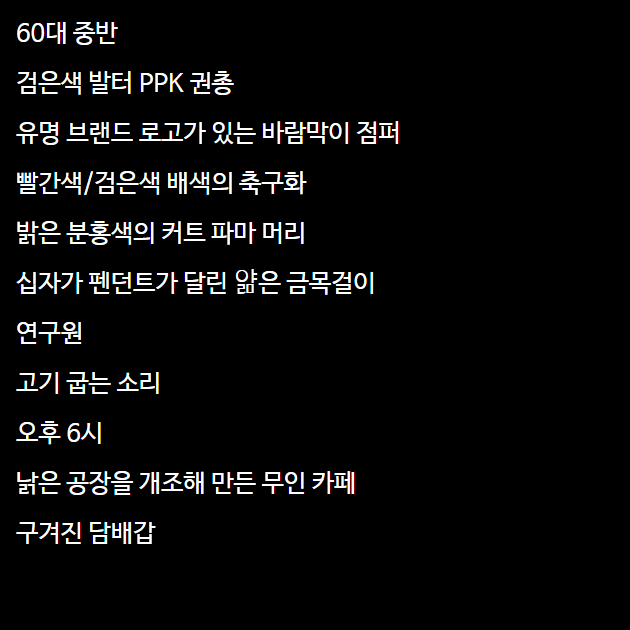 60대 중반
검은색 발터 PPK 권총
유명 브랜드 로고가 있는 바람막이 점퍼
빨간색/검은색 배색의 축구화
밝은 분홍색의 커트 파마 머리
십자가 펜던트가 달린 얇은 금목걸이
연구원
고기 굽는 소리
오후 6시
낡은 공장을 개조해 만든 무인 카페
구겨진 담배갑